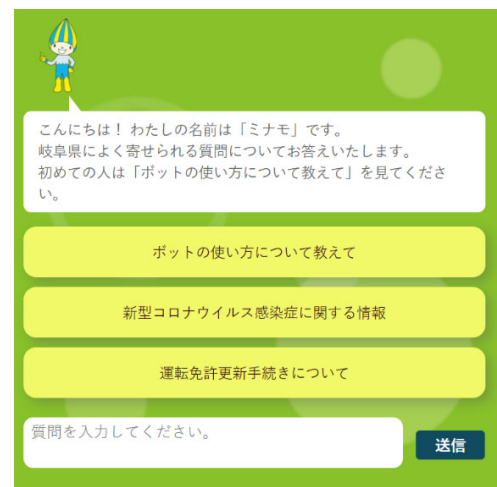 こんにちは! わたしの名前は「ミナモ」です。
岐阜県によく寄せられる質問についてお答えいたします。
初めての人は「ボットの使い方について教えて」を見てくださ
い。
ボットの使い方について教えて
新型コロナウイルス感染症に関する情報
運転免許更新手続きについて
質問を入力してください。
送信